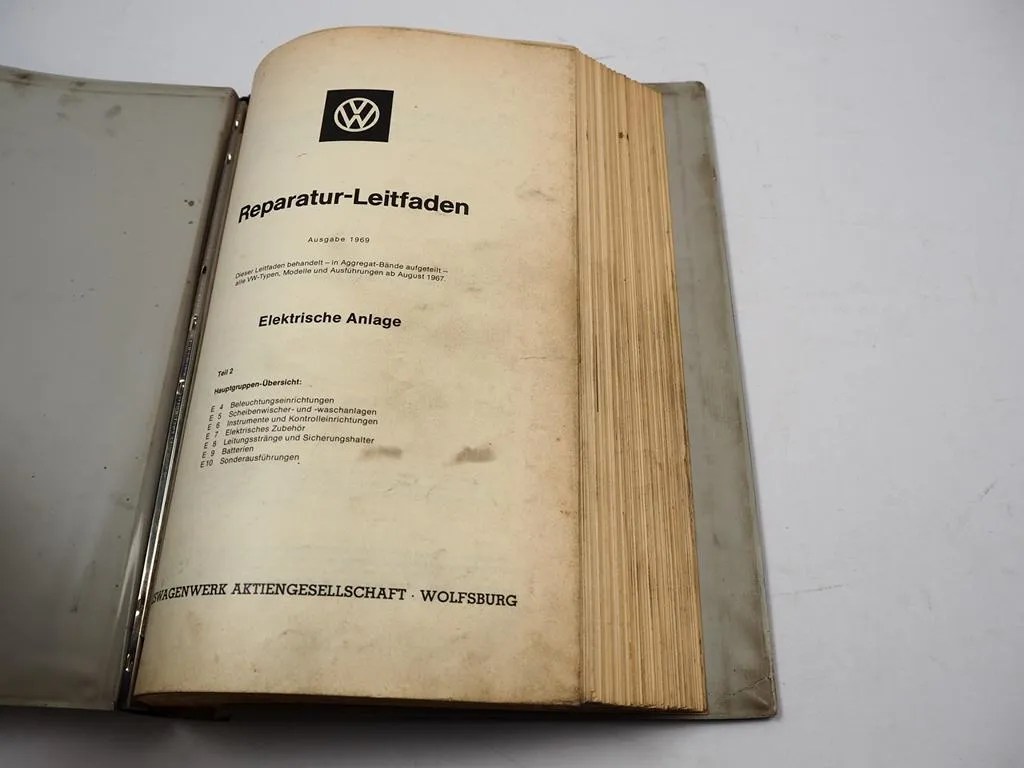 VW
Reparatur-Leitfaden
Ausgabe 1969
Dieser Leitfaden behandelt – in Aggregat-Bände aufgeteilt –
alle VW-Typen, Modelle und Ausführungen ab August 1967.
Elektrische Anlage
Teil 2
Hauptgruppen-Übersicht:
E 4 Beleuchtungseinrichtungen
E 5 Scheibenwischer- und -waschanlagen
E 6 Instrumente und Kontrolleinrichtungen
E 7 Elektrisches Zubehör
E 8 Leitungsstränge und Sicherungshalter
E 9 Batterien
E10 Sonderausführungen
SWAGENWERK AKTIENGESELLSCHAFT · WOLFSBURG